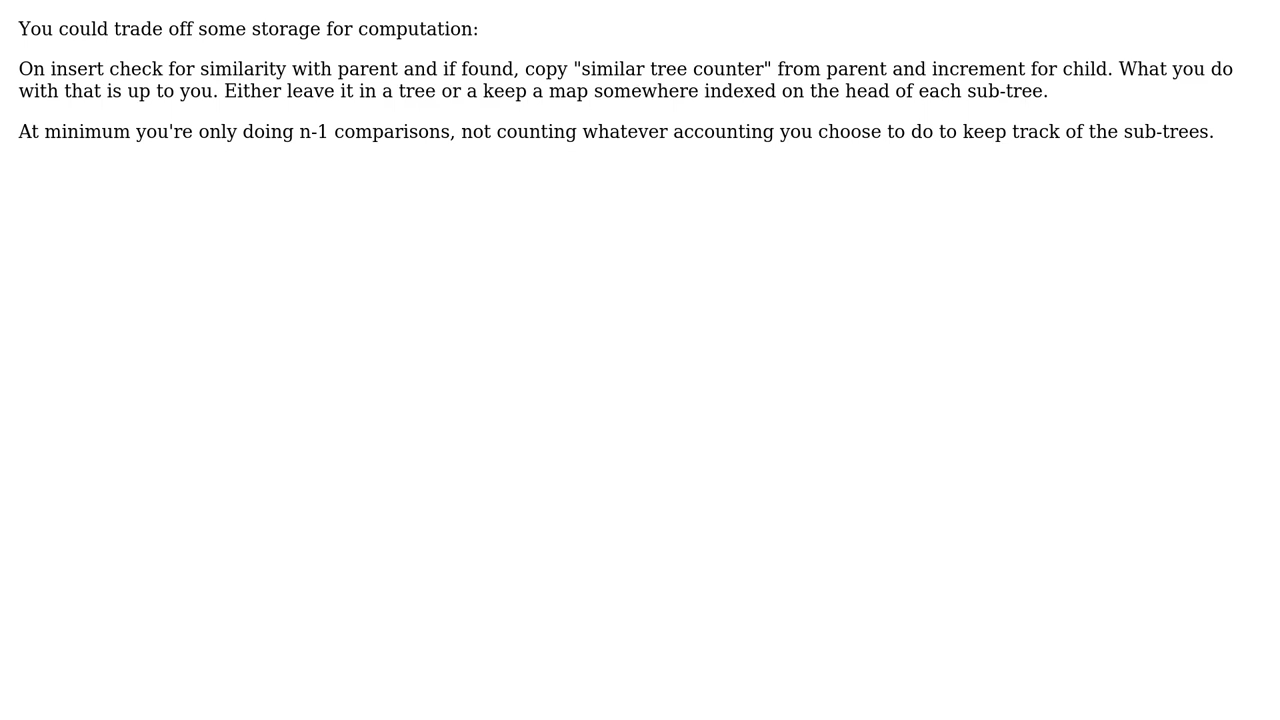 You could trade off some storage for computation:
On insert check for similarity with parent and if found, copy "similar tree counter" from parent and increment for child. What you do
with that is up to you. Either leave it in a tree or a keep a map somewhere indexed on the head of each sub-tree.
At minimum you're only doing n-1 comparisons, not counting whatever accounting you choose to do to keep track of the sub-trees.